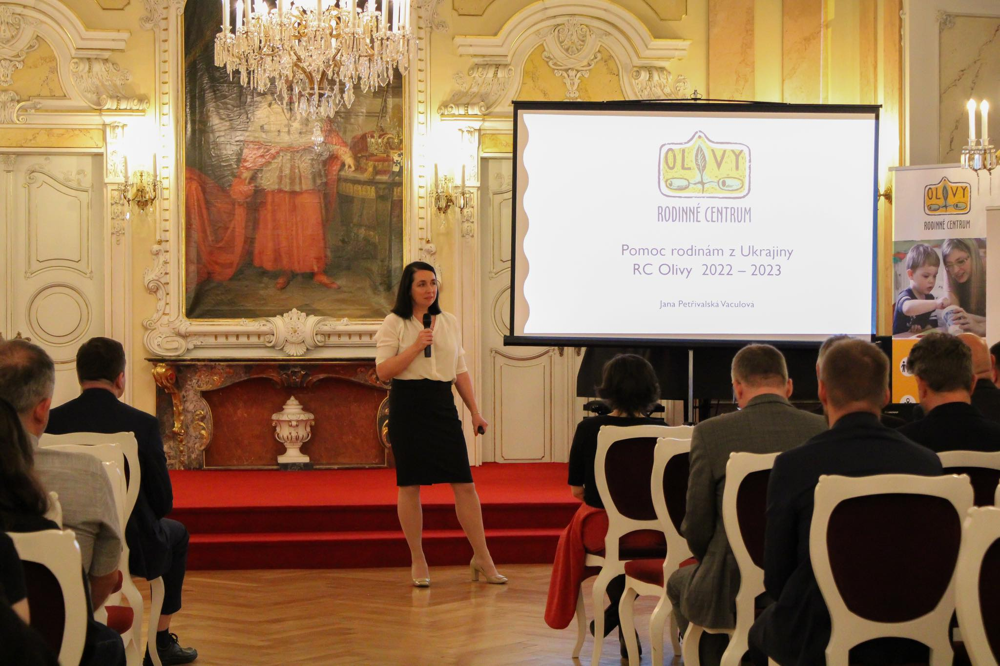 OLIVY
RODINNÉ CENTRUM
Pomoc rodinám z Ukrajiny
RC Olivy 2022 – 2023
Jana Petřivalská Vaculová
OLIVY
RODINNÉ CENTRUM